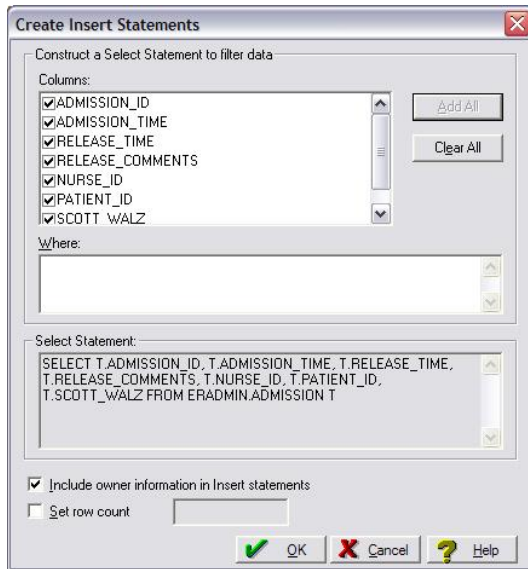 Create Insert Statements
Construct a Select Statement to filter data
Columns:
ADMISSION_ID
ADMISSION_TIME
RELEASE_TIME
RELEASE_COMMENTS
NURSE_ID
PATIENT_ID
SCOTT_WALZ
Add All
Clear All
Where:
Select Statement:
SELECT T.ADMISSION_ID, T.ADMISSION_TIME, T.RELEASE_TIME,
T.RELEASE_COMMENTS, T.NURSE_ID, T.PATIENT_ID,
T.SCOTT_WALZ FROM ERADMIN.ADMISSION T
Include owner information in Insert statements
Set row count
OK
Cancel
Help